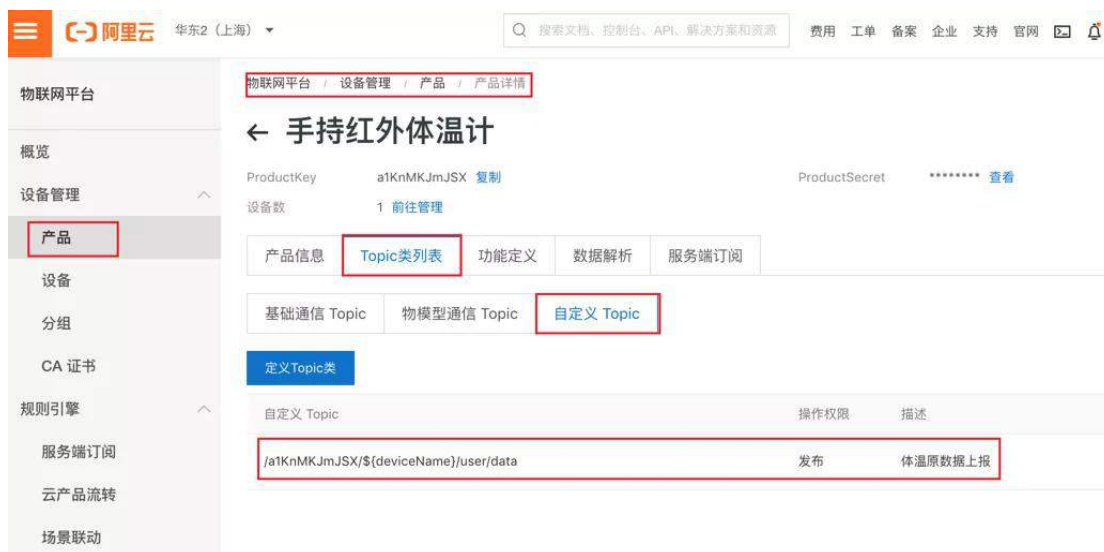 阿里云 华东2（上海） 搜索文档、控制台、API、解决方案和资源 费用 工单 备案 企业 支持 官网
物联网平台
概览
设备管理
产品
设备
分组
CA 证书
规则引擎
服务端订阅
云产品流转
场景联动
物联网平台 / 设备管理 / 产品 / 产品详情
← 手持红外体温计
ProductKey a1KnMKJmJSX 复制 ProductSecret ******** 查看
设备数 1 前往管理
产品信息 Topic类列表 功能定义 数据解析 服务端订阅
基础通信 Topic 物模型通信 Topic 自定义 Topic
定义Topic类
自定义 Topic 操作权限 描述
/a1KnMKJmJSX/${deviceName}/user/data 发布 体温原数据上报